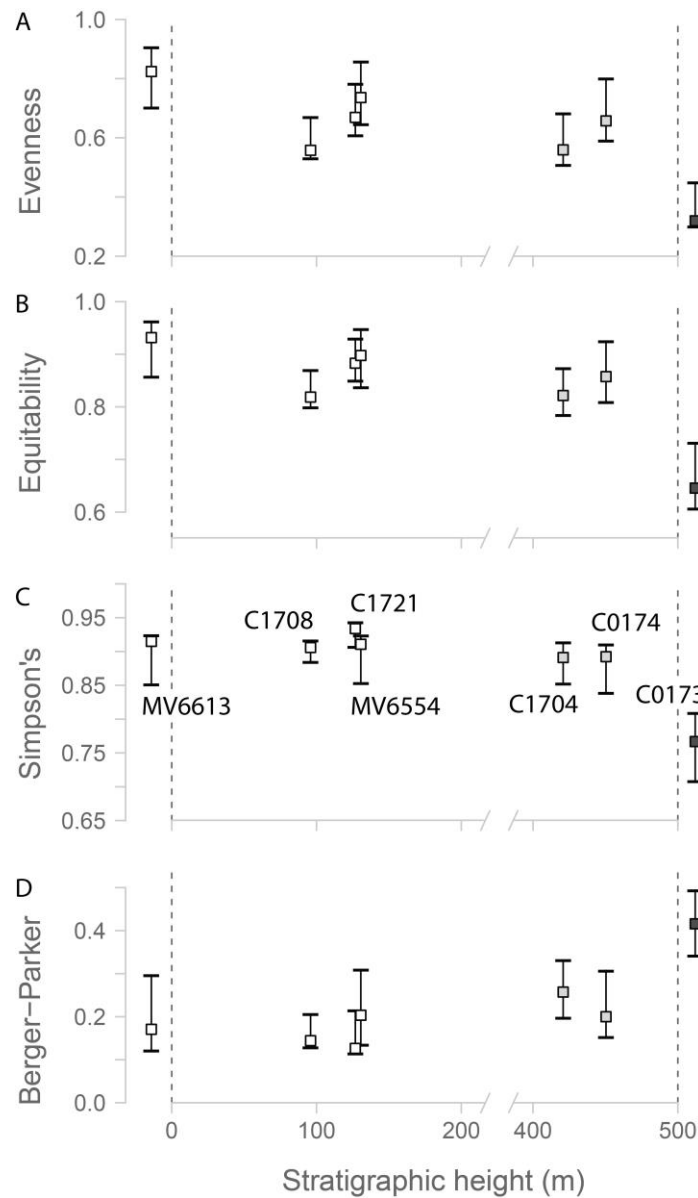 A
1.0
0.6
0.2
Evenness
B
1.0
0.8
0.6
Equitability
C
0.95
0.85
0.75
0.65
Simpson's
C1708
C1721
C0174
MV6613
MV6554
C1704
C0173
D
0.4
0.2
0.0
Berger–Parker
0 100 200 400 500
Stratigraphic height (m)